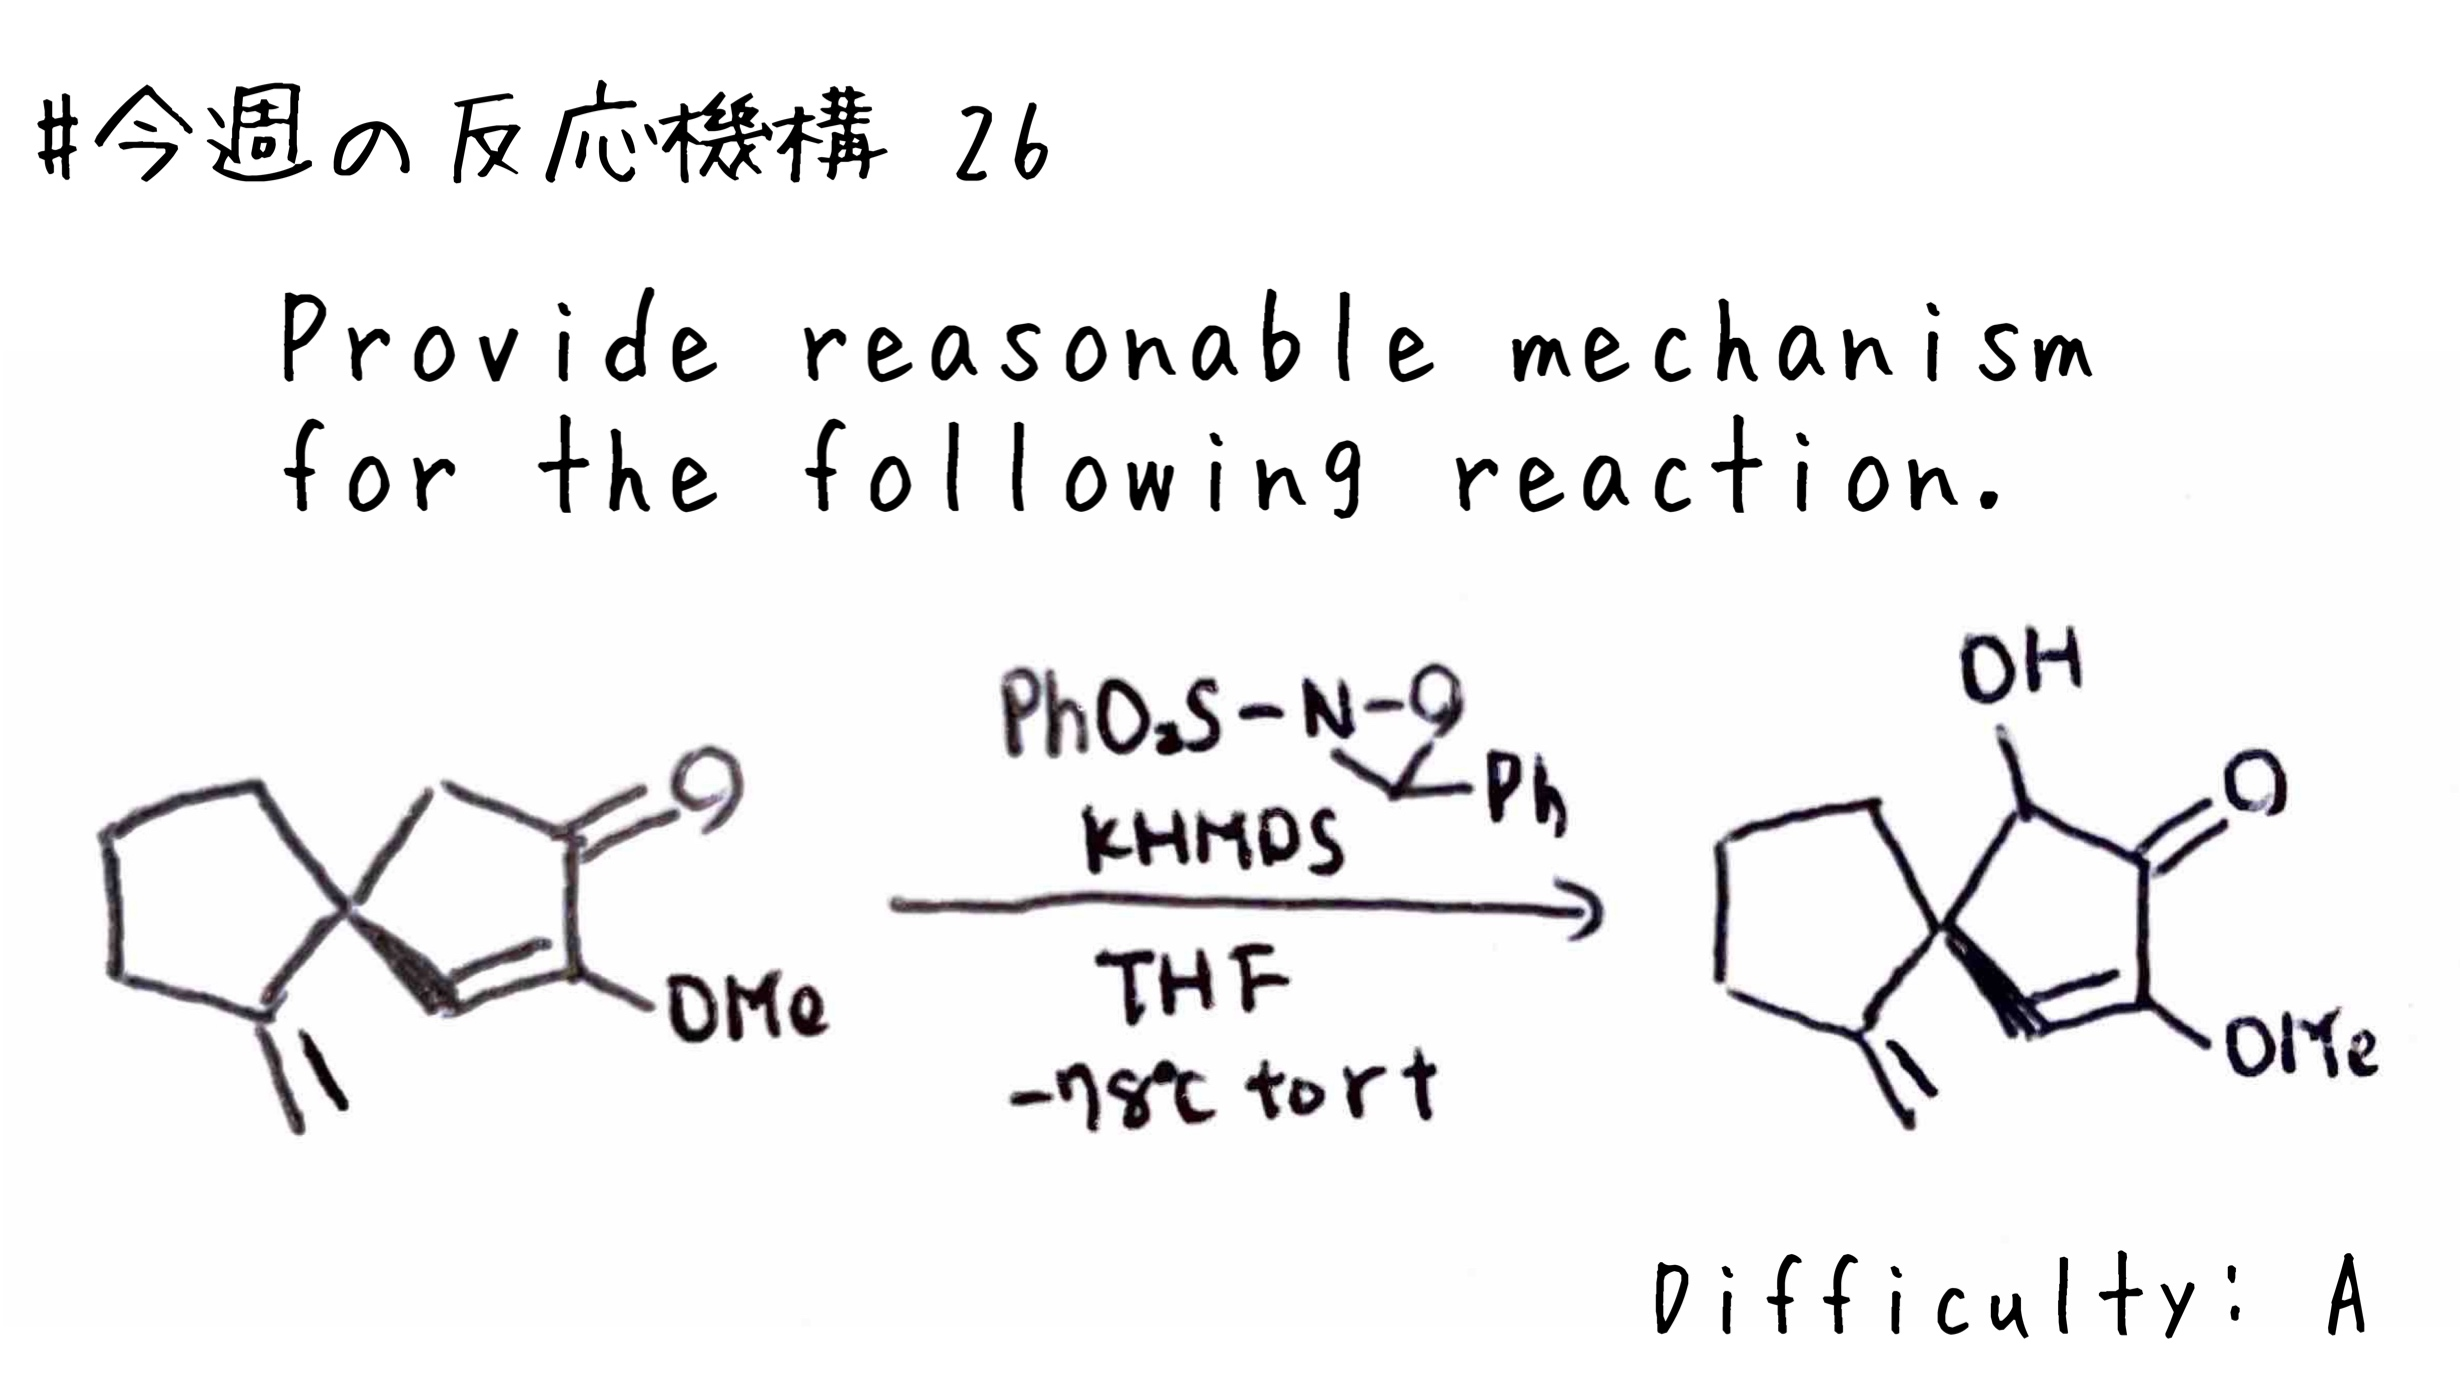 #今週の反応機構 26
Provide reasonable mechanism
for the following reaction.
OH
PhO₂S-N-O
Ph
O
O
KHMDS
OMe
THF
OMe
-78℃ to rt
Difficulty: A